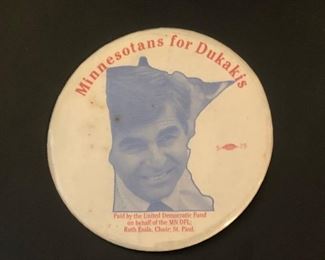 Minnesotans for Dukakis
Paid by the United Democratic Fund
on behalf of the MN DFL;
Ruth Esala, Chair; St. Paul